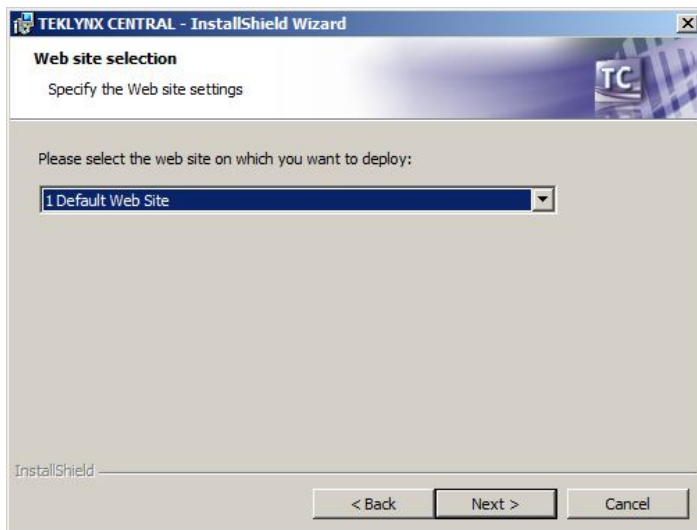 TEKLYNX CENTRAL - InstallShield Wizard
Web site selection
Specify the Web site settings
TC
Please select the web site on which you want to deploy:
1 Default Web Site
InstallShield
< Back
Next >
Cancel